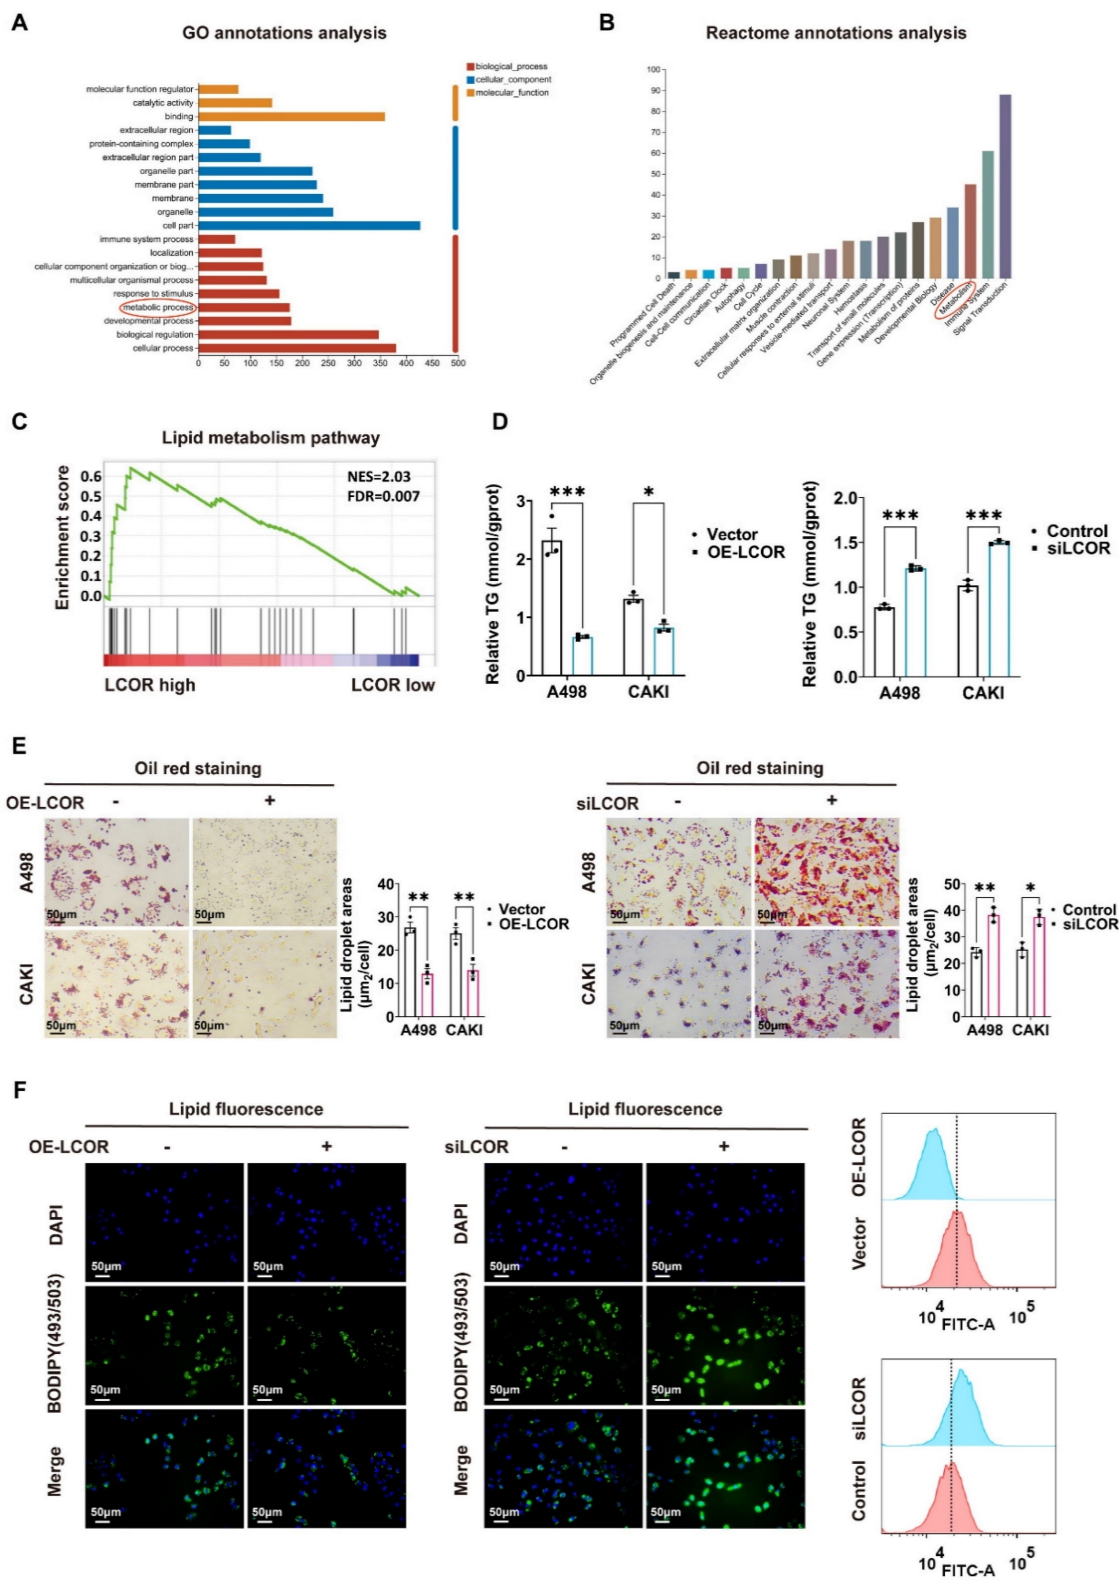 A
GO annotations analysis
biological_process
cellular_component
molecular_function
molecular function regulator
catalytic activity
binding
extracellular region
protein-containing complex
extracellular region part
organelle part
membrane part
membrane
organelle
cell part
immune system process
localization
cellular component organization or biog...
multicellular organismal process
response to stimulus
metabolic process
developmental process
biological regulation
cellular process
0 50 100 150 200 250 300 350 400 450 500
B
Reactome annotations analysis
100
90
80
70
60
50
40
30
20
10
0
Programmed Cell Death
Organelle biogenesis and maintenance
Cell-Cell communication
Circadian Clock
Autophagy
Cell Cycle
Extracellular matrix organization
Muscle contraction
Cellular responses to external stimuli
Vesicle-mediated transport
Neuronal System
Hemostasis
Transport of small molecules
Gene expression (Transcription)
Metabolism of proteins
Developmental Biology
Disease
Metabolism
Immune System
Signal Transduction
C
Lipid metabolism pathway
Enrichment score
0.6
0.5
0.4
0.3
0.2
0.1
0.0
NES=2.03
FDR=0.007
LCOR high LCOR low
D
Relative TG (mmol/gprot)
3
2
1
0
*** *
Vector
OE-LCOR
A498 CAKI
Relative TG (mmol/gprot)
2.0
1.5
1.0
0.5
0.0
*** ***
Control
siLCOR
A498 CAKI
E
Oil red staining
OE-LCOR - +
A498
50μm 50μm
CAKI
50μm 50μm
Lipid droplet areas
(μm2/cell)
40
30
20
10
0
** **
Vector
OE-LCOR
A498 CAKI
Oil red staining
siLCOR - +
A498
50μm 50μm
CAKI
50μm 50μm
Lipid droplet areas
(μm2/cell)
50
40
30
20
10
0
** *
Control
siLCOR
A498 CAKI
F
Lipid fluorescence
OE-LCOR - +
DAPI
50μm 50μm
BODIPY(493/503)
50μm 50μm
Merge
50μm 50μm
Lipid fluorescence
siLCOR - +
DAPI
50μm 50μm
BODIPY(493/503)
50μm 50μm
Merge
50μm 50μm
OE-LCOR
Vector
10^4 FITC-A 10^5
siLCOR
Control
10^4 FITC-A 10^5